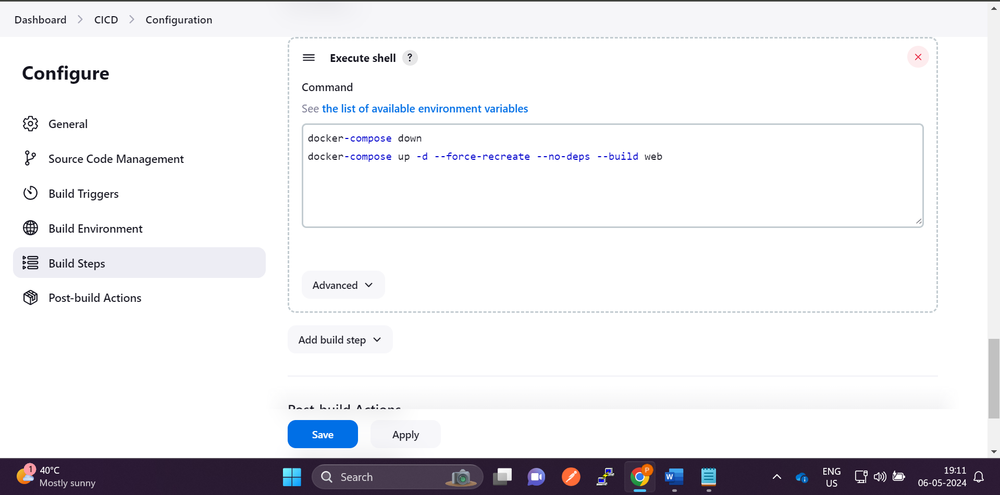 Dashboard > CICD > Configuration
Configure
General
Source Code Management
Build Triggers
Build Environment
Build Steps
Post-build Actions
Execute shell ?
Command
See the list of available environment variables
docker-compose down
docker-compose up -d --force-recreate --no-deps --build web
Advanced
Add build step
Post-build Actions
Save
Apply
1
40°C
Mostly sunny
Search
P
ENG
US
19:11
06-05-2024